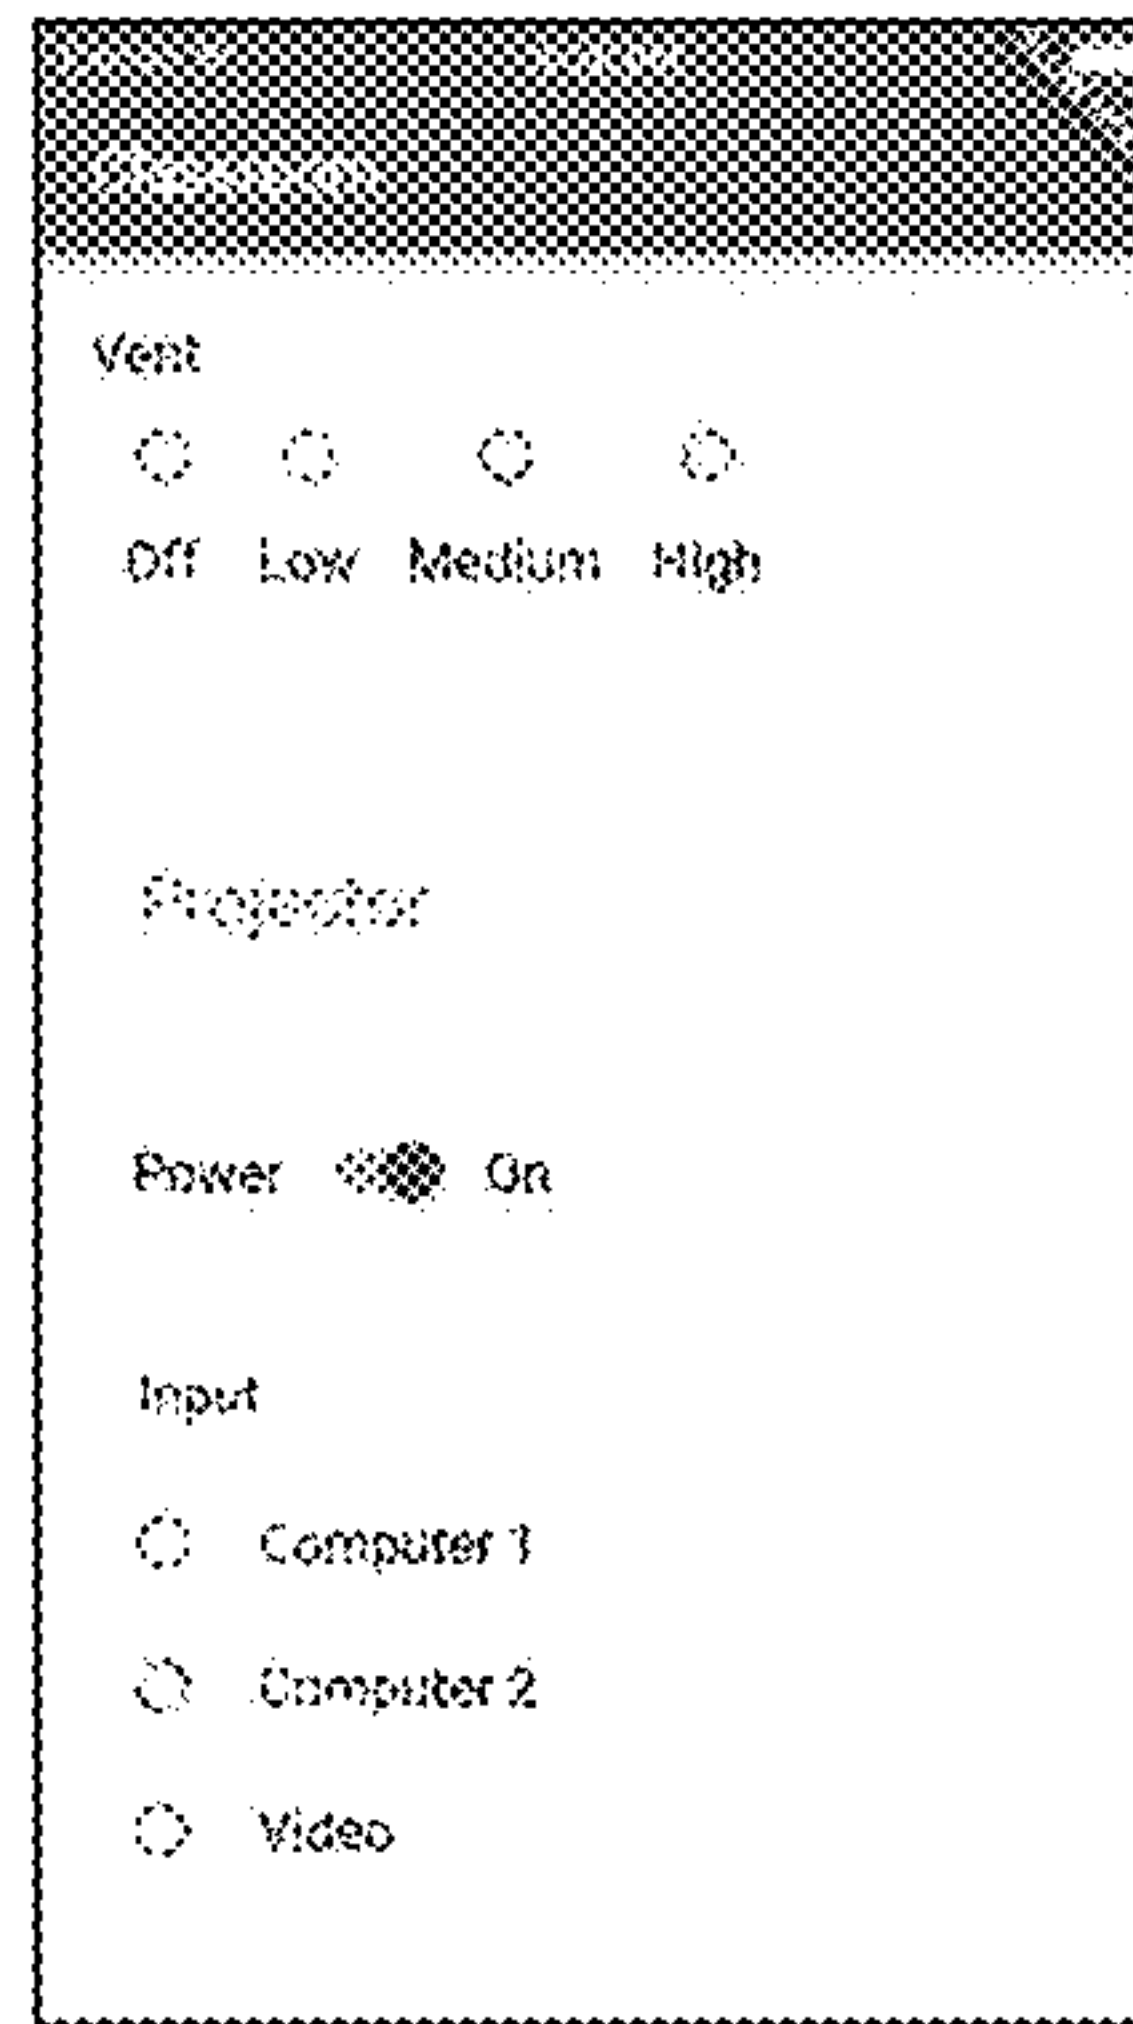 Vent
Off Low Medium High
Projector
Power On
Input
Computer 1
Computer 2
Video